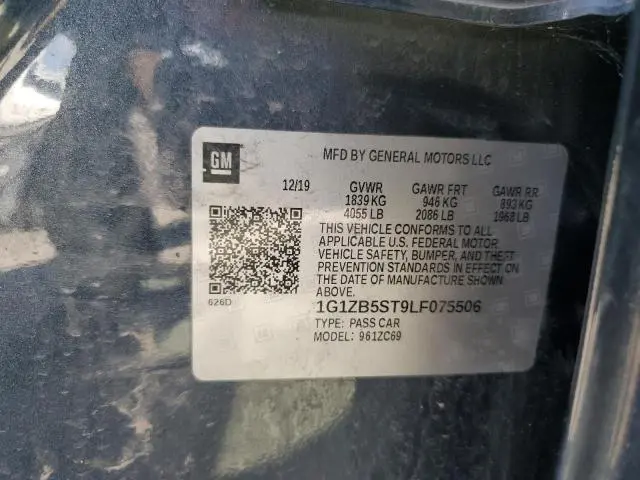 GM
MFD BY GENERAL MOTORS LLC
12/19 GVWR GAWR FRT GAWR RR
1839 KG 946 KG 893 KG
4055 LB 2086 LB 1968 LB
THIS VEHICLE CONFORMS TO ALL
APPLICABLE U.S. FEDERAL MOTOR
VEHICLE SAFETY, BUMPER, AND THEFT
PREVENTION STANDARDS IN EFFECT ON
THE DATE OF MANUFACTURE SHOWN
ABOVE.
626D
1G1ZB5ST9LF075506
TYPE: PASS CAR
MODEL: 961ZC69